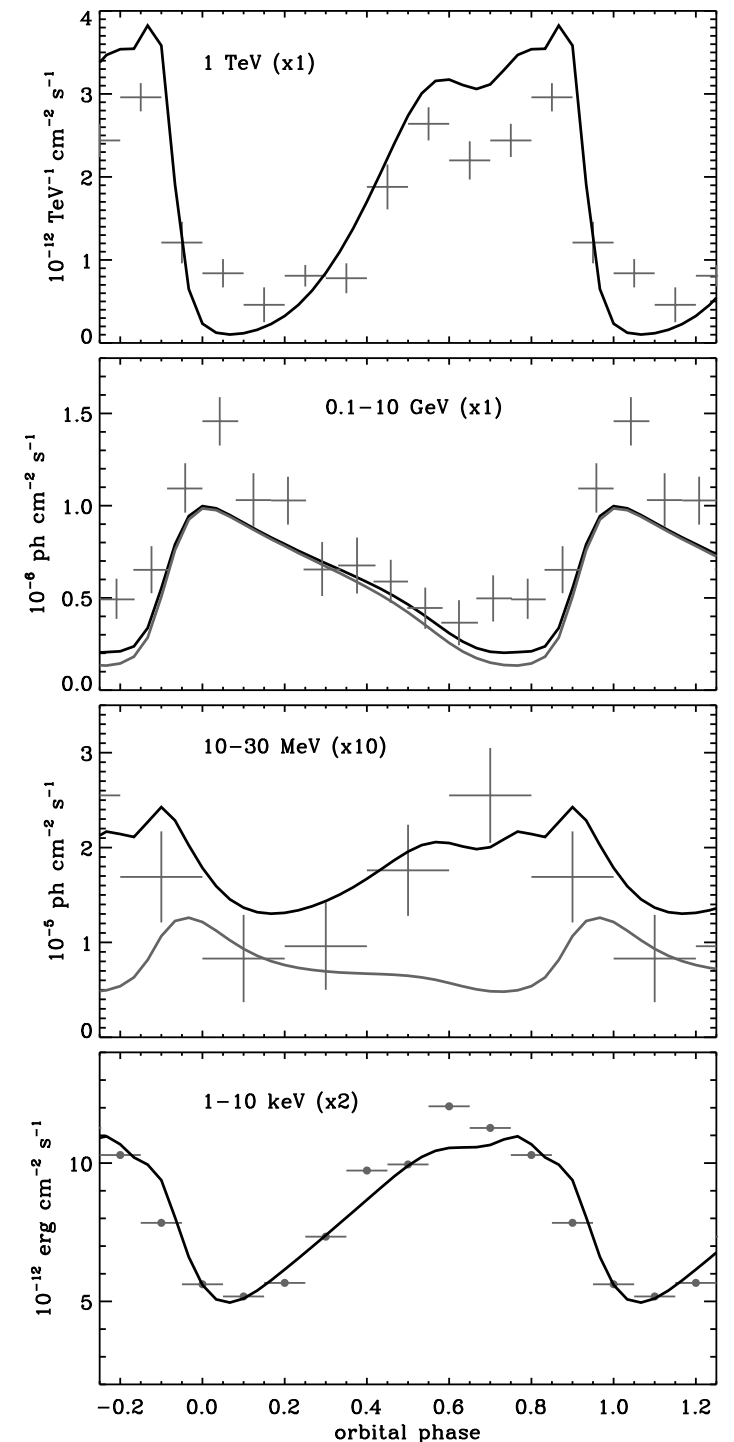 4
1 TeV (x1)
3
2
1
0
10⁻¹² TeV⁻¹ cm⁻² s⁻¹
0.1−10 GeV (x1)
1.5
1.0
0.5
0.0
10⁻⁶ ph cm⁻² s⁻¹
10−30 MeV (x10)
3
2
1
0
10⁻⁵ ph cm⁻² s⁻¹
1−10 keV (x2)
10
5
10⁻¹² erg cm⁻² s⁻¹
−0.2 0.0 0.2 0.4 0.6 0.8 1.0 1.2
orbital phase